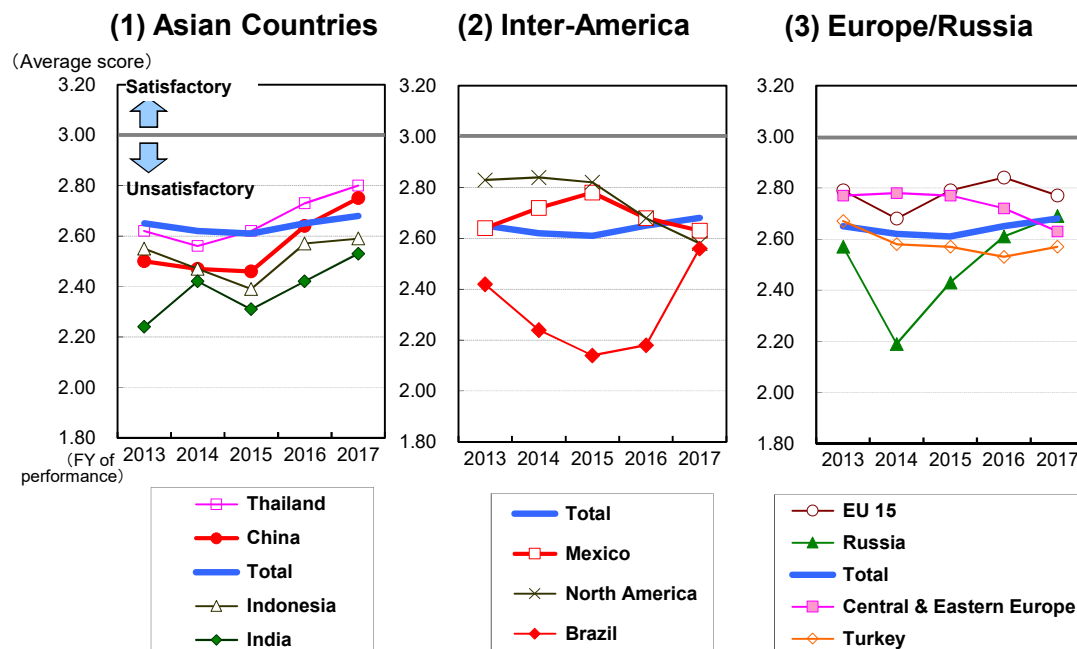 (1) Asian Countries
(2) Inter-America
(3) Europe/Russia
（Average score）
3.20
3.00
2.80
2.60
2.40
2.20
2.00
1.80
Satisfactory
Unsatisfactory
（FY of
performance）
2013 2014 2015 2016 2017
Thailand
China
Total
Indonesia
India
3.20
3.00
2.80
2.60
2.40
2.20
2.00
1.80
2013 2014 2015 2016 2017
Total
Mexico
North America
Brazil
3.20
3.00
2.80
2.60
2.40
2.20
2.00
1.80
2013 2014 2015 2016 2017
EU 15
Russia
Total
Central & Eastern Europe
Turkey